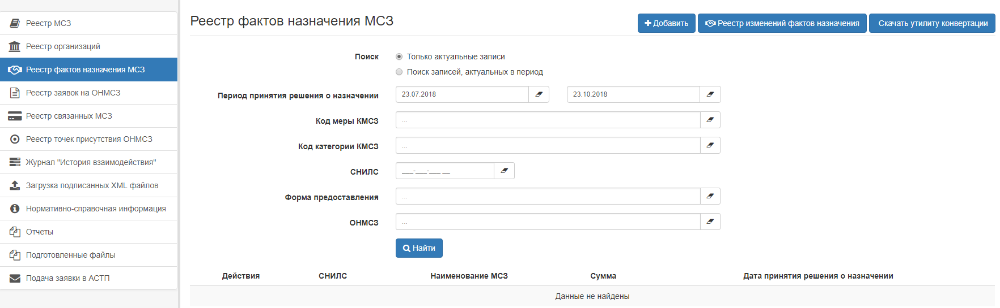 Реестр МСЗ
Реестр организаций
Реестр фактов назначения МСЗ
Реестр заявок на ОНМСЗ
Реестр связанных МСЗ
Реестр точек присутствия ОНМСЗ
Журнал "История взаимодействия"
Загрузка подписанных XML файлов
Нормативно-справочная информация
Отчеты
Подготовленные файлы
Подача заявки в АСТП
Реестр фактов назначения МСЗ
Добавить Реестр изменений фактов назначения Скачать утилиту конвертации
Поиск Только актуальные записи
Поиск записей, актуальных в период
Период принятия решения о назначении 23.07.2018 23.10.2018
Код меры КМСЗ ...
Код категории КМСЗ ...
СНИЛС ___-___-___ __
Форма предоставления ...
ОНМСЗ ...
Найти
Действия СНИЛС Наименование МСЗ Сумма Дата принятия решения о назначении
Данные не найдены